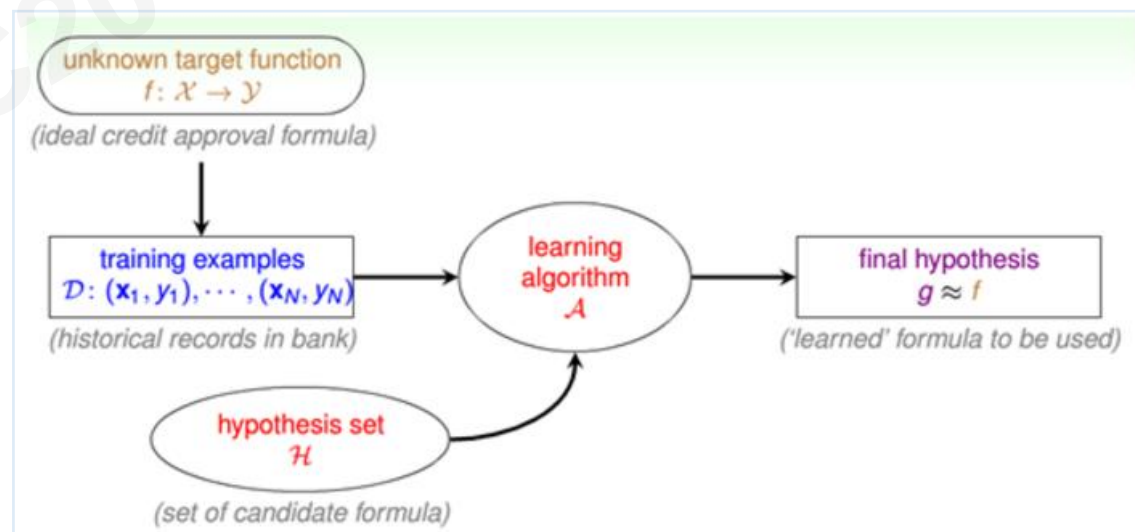 unknown target function
f: 𝒳 → 𝒴
(ideal credit approval formula)
training examples
𝒟: (𝐱₁, y₁), ⋯ , (𝐱_N, y_N)
(historical records in bank)
learning
algorithm
𝒜
final hypothesis
g ≈ f
(‘learned’ formula to be used)
hypothesis set
ℋ
(set of candidate formula)